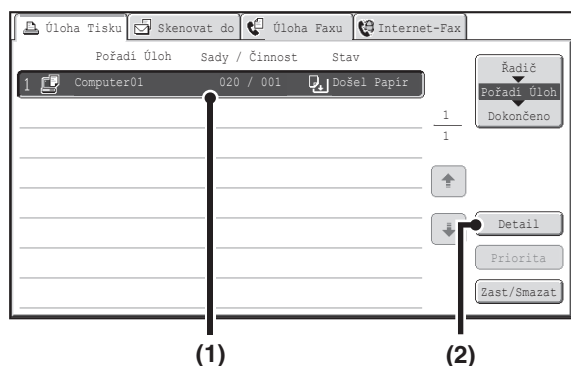 Úloha Tisku Skenovat do Úloha Faxu Internet-Fax
Pořadí Úloh Sady / Činnost Stav
1 Computer01 020 / 001 Došel Papír
Řadič
Pořadí Úloh
Dokončeno
1
1
Detail
Priorita
Zast/Smazat
(1) (2)